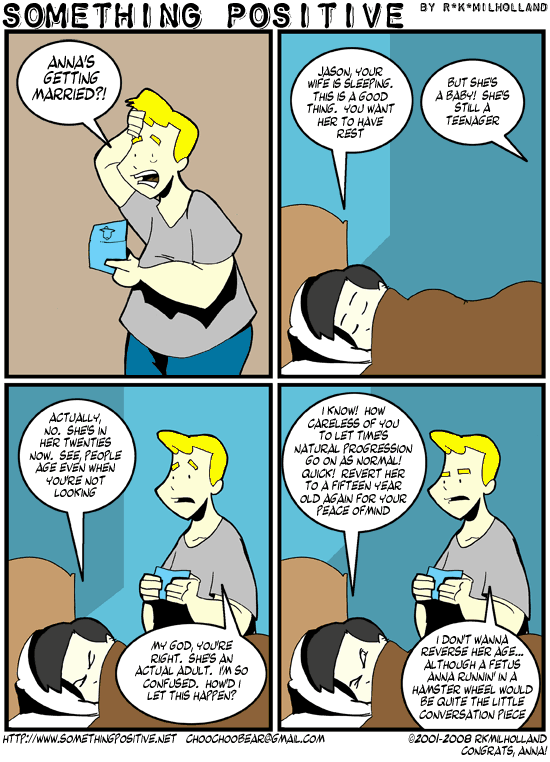 SOMETHING POSITIVE BY R*K*MILHOLLAND
ANNA'S
GETTING
MARRIED?!
JASON, YOUR
WIFE IS SLEEPING.
THIS IS A GOOD
THING. YOU WANT
HER TO HAVE
REST
BUT SHE'S
A BABY! SHE'S
STILL A
TEENAGER
ACTUALLY,
NO. SHE'S IN
HER TWENTIES
NOW. SEE, PEOPLE
AGE EVEN WHEN
YOU'RE NOT
LOOKING
MY GOD, YOU'RE
RIGHT. SHE'S AN
ACTUAL ADULT. I'M SO
CONFUSED. HOW'D I
LET THIS HAPPEN?
I KNOW! HOW
CARELESS OF YOU
TO LET TIME'S
NATURAL PROGRESSION
GO ON AS NORMAL!
QUICK! REVERT HER
TO A FIFTEEN YEAR
OLD AGAIN FOR YOUR
PEACE OF MIND
I DON'T WANNA
REVERSE HER AGE...
ALTHOUGH A FETUS
ANNA RUNNIN' IN A
HAMSTER WHEEL WOULD
BE QUITE THE LITTLE
CONVERSATION PIECE
HTTP://WWW.SOMETHINGPOSITIVE.NET CHOOCHOOBEAR@GMAIL.COM ©2001-2008 RKMILHOLLAND
CONGRATS, ANNA!